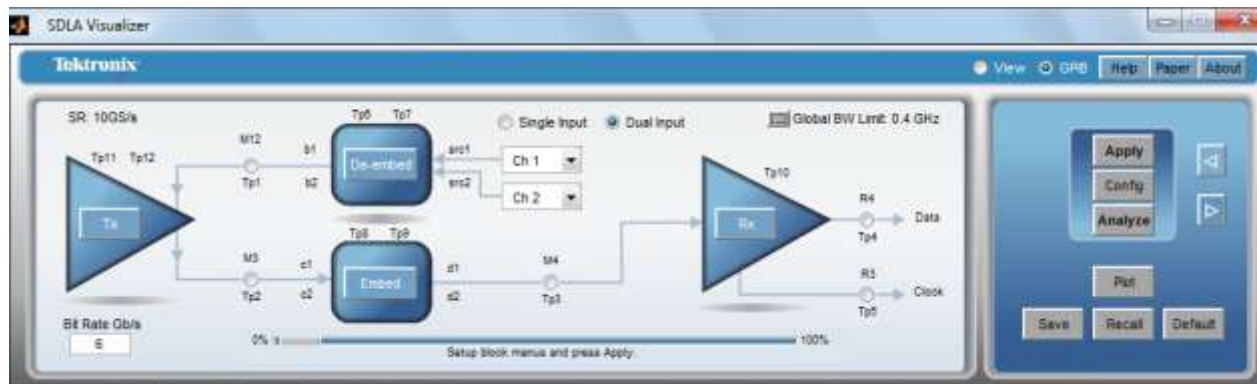 SDLA Visualizer
Tektronix
View
GPIB
Help
Paper
About
SR: 10GS/s
Tp11 Tp12
Tx
M12
Tp1
b1
b2
Tp6 Tp7
De-embed
src1
src2
Single Input
Dual Input
Ch 1
Ch 2
Global BW Limit: 0.4 GHz
M3
Tp2
c1
c2
Tp8 Tp9
Embed
d1
d2
M4
Tp3
Tp10
Rx
R4
Tp4
Data
R3
Tp5
Clock
Bit Rate Gb/s
6
0%
100%
Setup block menus and press Apply.
Apply
Config
Analyze
Plot
Save
Recall
Default